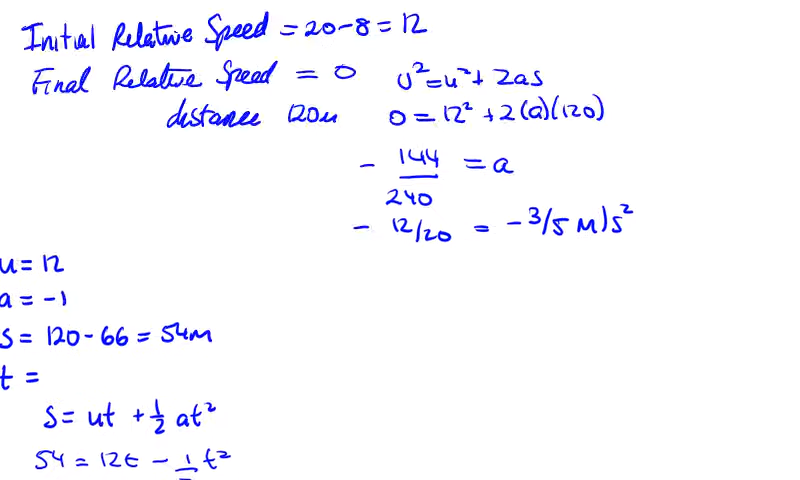 Initial Relative Speed = 20 - 8 = 12
Final Relative Speed = 0
distance 120m
υ² = u² + 2as
0 = 12² + 2(a)(120)
- 144/240 = a
- 12/20 = - 3/5 m/s²
u = 12
a = -1
s = 120 - 66 = 54m
t =
s = ut + 1/2 at²
54 = 12t - 1/2 t²